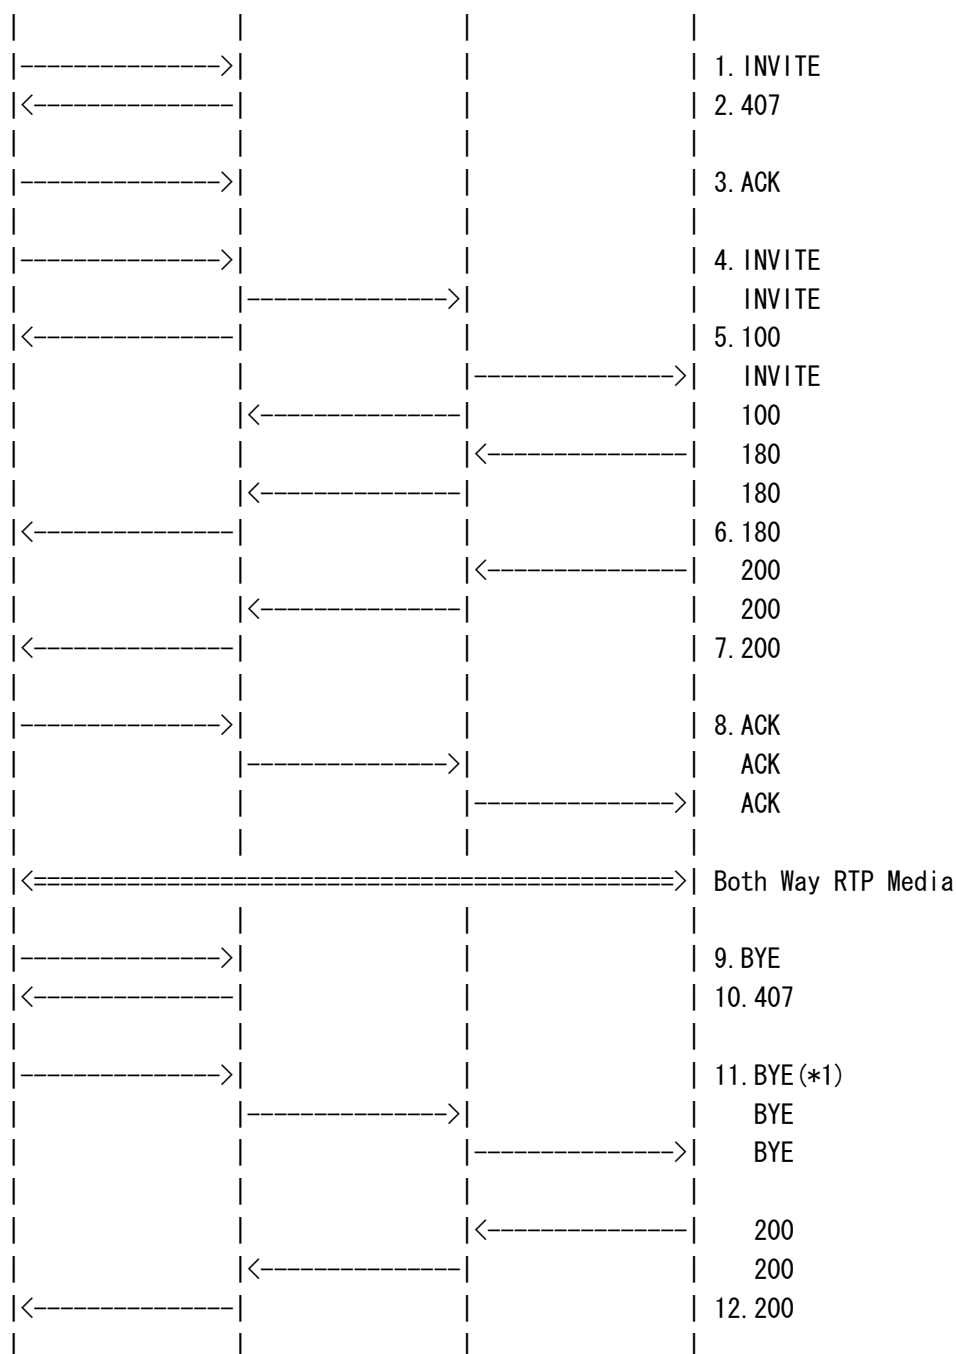 1.INVITE
2.407
3.ACK
4.INVITE
INVITE
5.100
INVITE
100
180
180
6.180
200
200
7.200
8.ACK
ACK
ACK
Both Way RTP Media
9.BYE
10.407
11.BYE(*1)
BYE
BYE
200
200
12.200